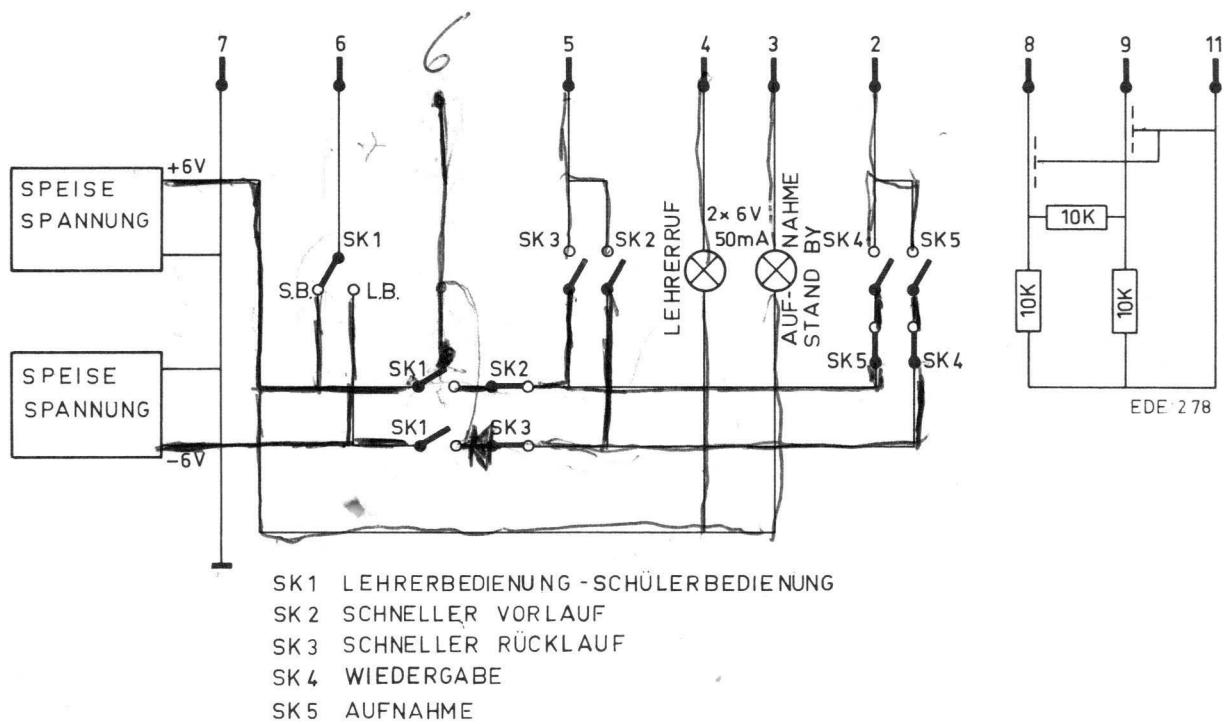 7 6 6 5 4 3 2 8 9 11
+6V
SPEISE
SPANNUNG
SK1
S.B. L.B.
SK3 SK2
LEHRERRUF
2x 6V
50mA
AUF-NAHME
STAND BY
SK4 SK5
10K
10K
10K
SPEISE
SPANNUNG
-6V
SK1 SK2
SK1 SK3
SK5 SK4
EDE 278
SK1 LEHRERBEDIENUNG - SCHÜLERBEDIENUNG
SK2 SCHNELLER VORLAUF
SK3 SCHNELLER RÜCKLAUF
SK4 WIEDERGABE
SK5 AUFNAHME